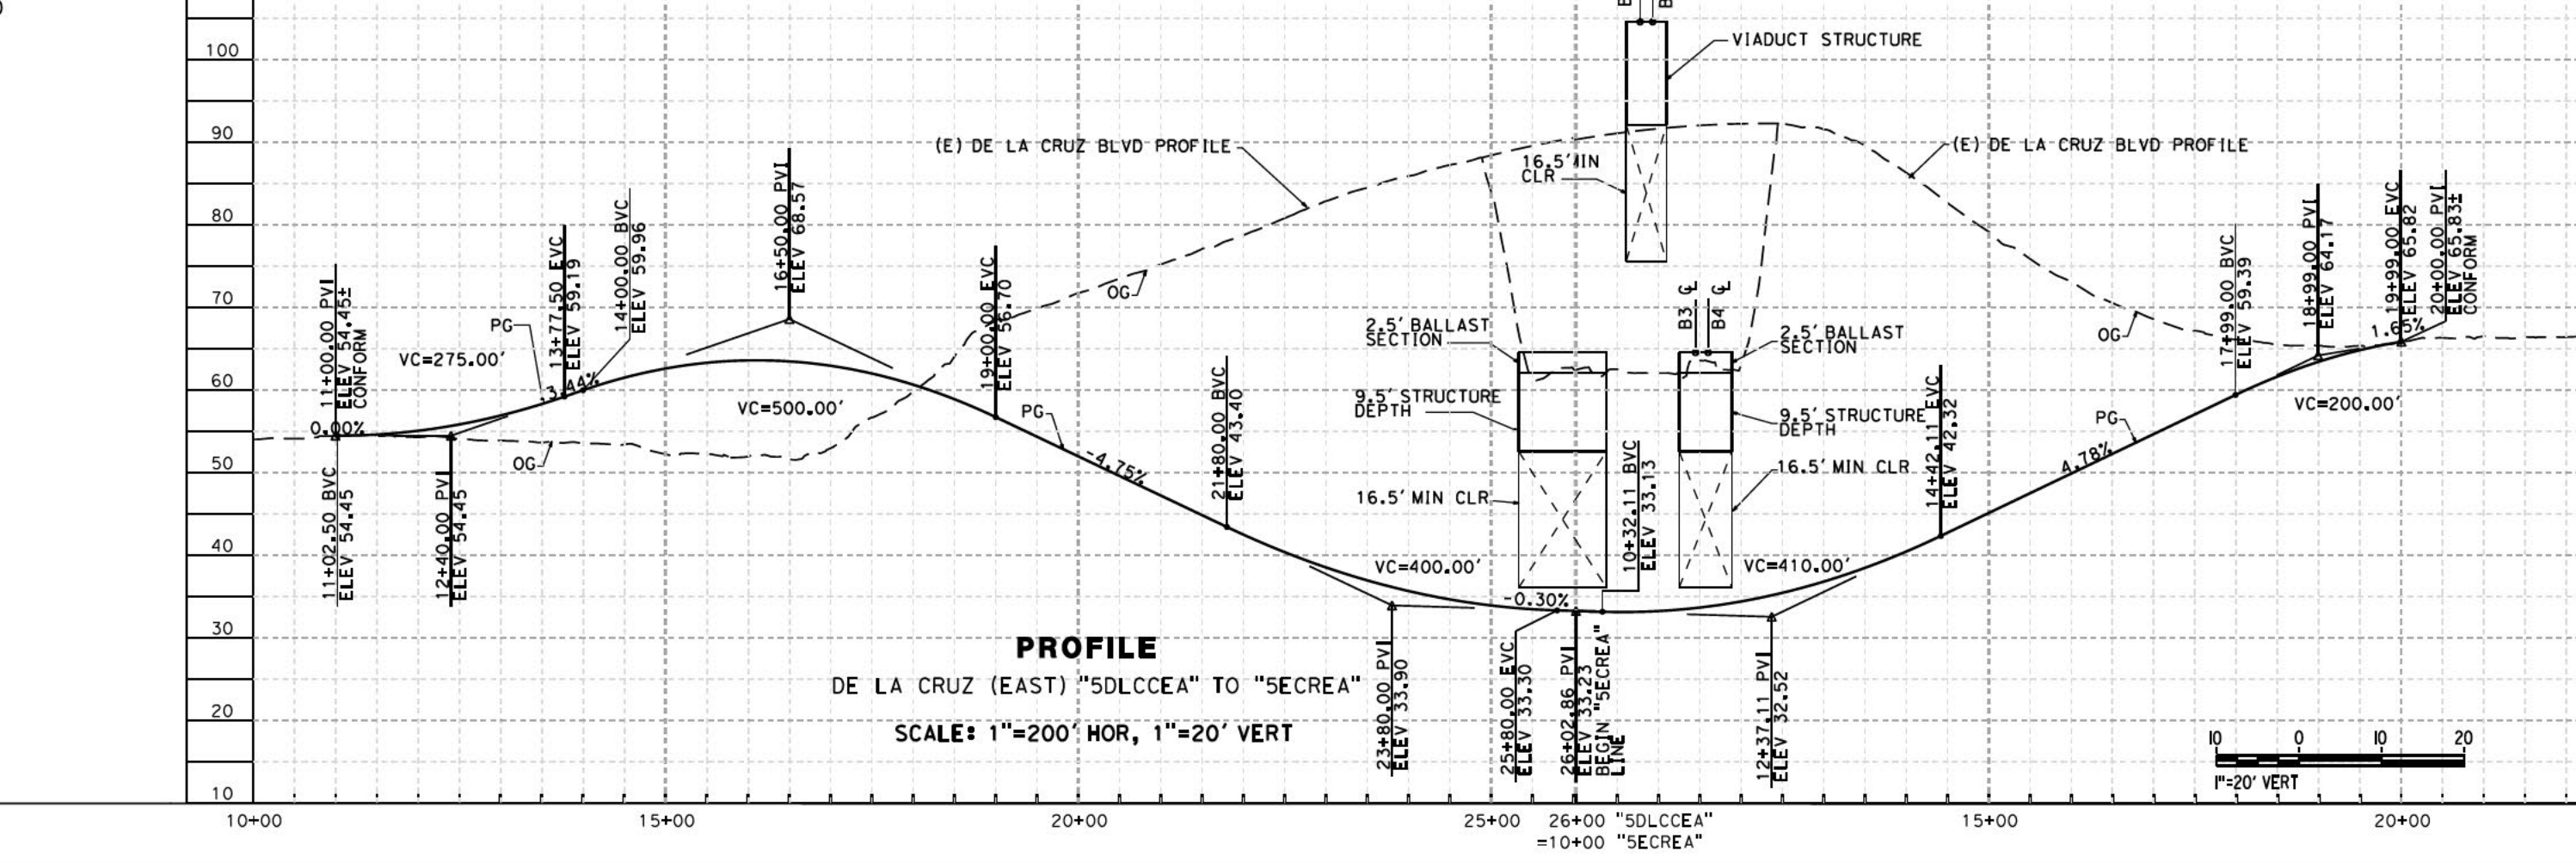 100
90
80
70
60
50
40
30
20
10
VIADUCT STRUCTURE
(E) DE LA CRUZ BLVD PROFILE
(E) DE LA CRUZ BLVD PROFILE
CLR
11+00.00 PVI
ELEV 54.45±
CONFORM
0.00%
11+02.50 BVC
ELEV 54.45
VC=275.00'
PG
12+40.00 PVI
ELEV 54.45
OG
13+77.50 EVC
ELEV 59.19
3.44%
14+00.00 BVC
ELEV 59.96
16+50.00 PVI
ELEV 68.57
VC=500.00'
19+00.00 EVC
ELEV 56.70
OG
PG
-4.75%
21+80.00 BVC
ELEV 43.40
2.5' BALLAST
SECTION
9.5' STRUCTURE
DEPTH
16.5' MIN CLR
VC=400.00'
-0.30%
23+80.00 PVI
ELEV 33.90
25+80.00 EVC
ELEV 33.30
26+02.86 PVI
ELEV 33.23
BEGIN "5ECREA"
LINE
10+32.11 BVC
ELEV 33.13
B3 ℄
B4 ℄
2.5' BALLAST
SECTION
9.5' STRUCTURE
DEPTH
16.5' MIN CLR
VC=410.00'
12+37.11 PVI
ELEV 32.52
14+42.11 EVC
ELEV 42.32
PG
4.78%
OG
17+99.00 BVC
ELEV 59.39
18+99.00 PVI
ELEV 64.17
VC=200.00'
1.65%
19+99.00 EVC
ELEV 65.82
20+00.00 PVI
ELEV 65.83±
CONFORM
PROFILE
DE LA CRUZ (EAST) "5DLCCEA" TO "5ECREA"
SCALE: 1"=200' HOR, 1"=20' VERT
10 0 10 20
1"=20' VERT
10+00 15+00 20+00 25+00 26+00 "5DLCCEA" 15+00 20+00
=10+00 "5ECREA"